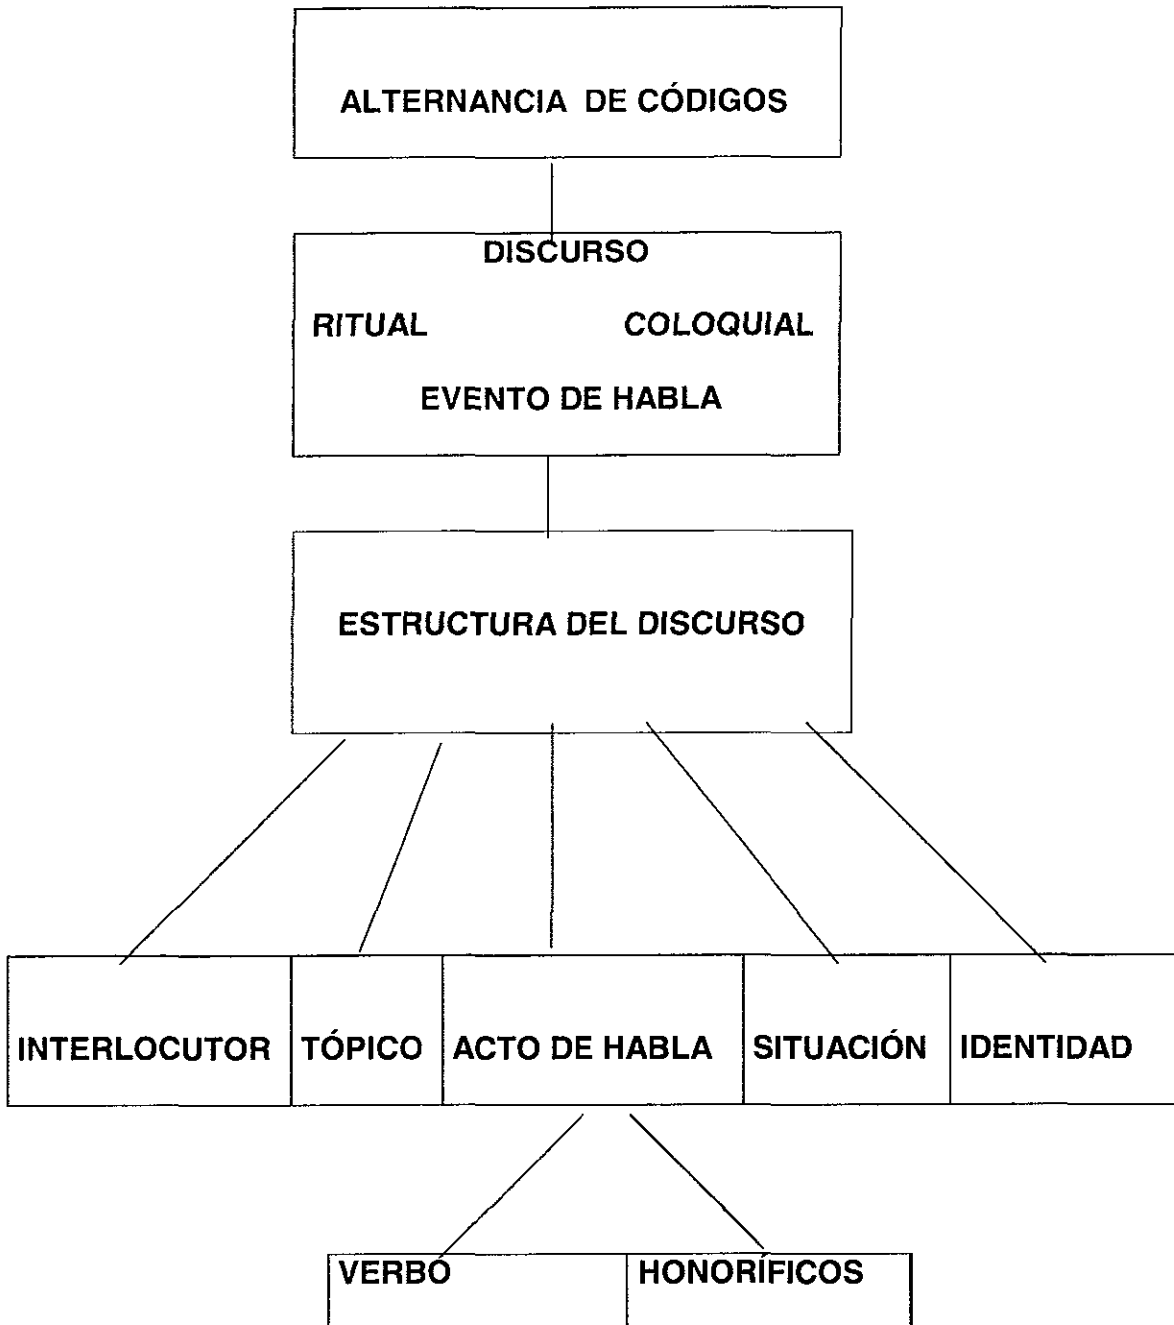 ALTERNANCIA DE CÓDIGOS
DISCURSO
RITUAL COLOQUIAL
EVENTO DE HABLA
ESTRUCTURA DEL DISCURSO
INTERLOCUTOR TÓPICO ACTO DE HABLA SITUACIÓN IDENTIDAD
VERBO HONORÍFICOS